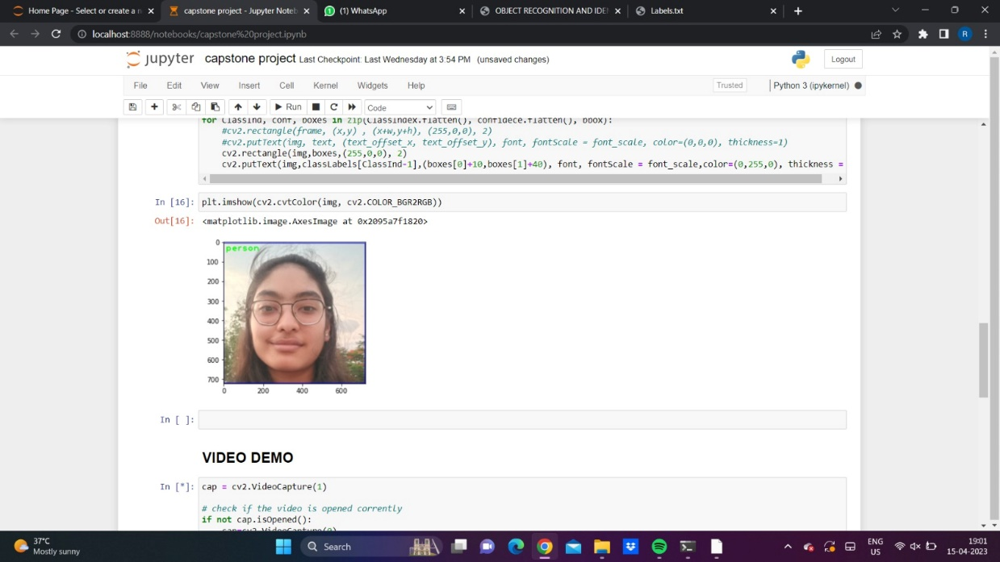 Home Page - Select or create a n
capstone project - Jupyter Noteb
(1) WhatsApp
OBJECT RECOGNITION AND IDE
Labels.txt
localhost:8888/notebooks/capstone%20project.ipynb
R
jupyter capstone project Last Checkpoint: Last Wednesday at 3:54 PM (unsaved changes)
Logout
File Edit View Insert Cell Kernel Widgets Help
Trusted
Python 3 (ipykernel)
Run
Code
for ClassInd, conf, boxes in zip(ClassIndex.flatten(), confidece.flatten(), bbox):
#cv2.rectangle(frame, (x,y) , (x+w,y+h), (255,0,0), 2)
#cv2.putText(img, text, (text_offset_x, text_offset_y), font, fontScale = font_scale, color=(0,0,0), thickness=1)
cv2.rectangle(img,boxes,(255,0,0), 2)
cv2.putText(img,classLabels[ClassInd-1],(boxes[0]+10,boxes[1]+40), font, fontScale = font_scale,color=(0,255,0), thickness =
In [16]: plt.imshow(cv2.cvtColor(img, cv2.COLOR_BGR2RGB))
Out[16]: <matplotlib.image.AxesImage at 0x2095a7f1820>
0
person
100
200
300
400
500
600
700
0 200 400 600
In [ ]:
VIDEO DEMO
In [*]: cap = cv2.VideoCapture(1)
# check if the video is opened corrently
if not cap.isOpened():
cap=cv2.VideoCapture(0)
37°C
Mostly sunny
Search
ENG
US
19:01
15-04-2023